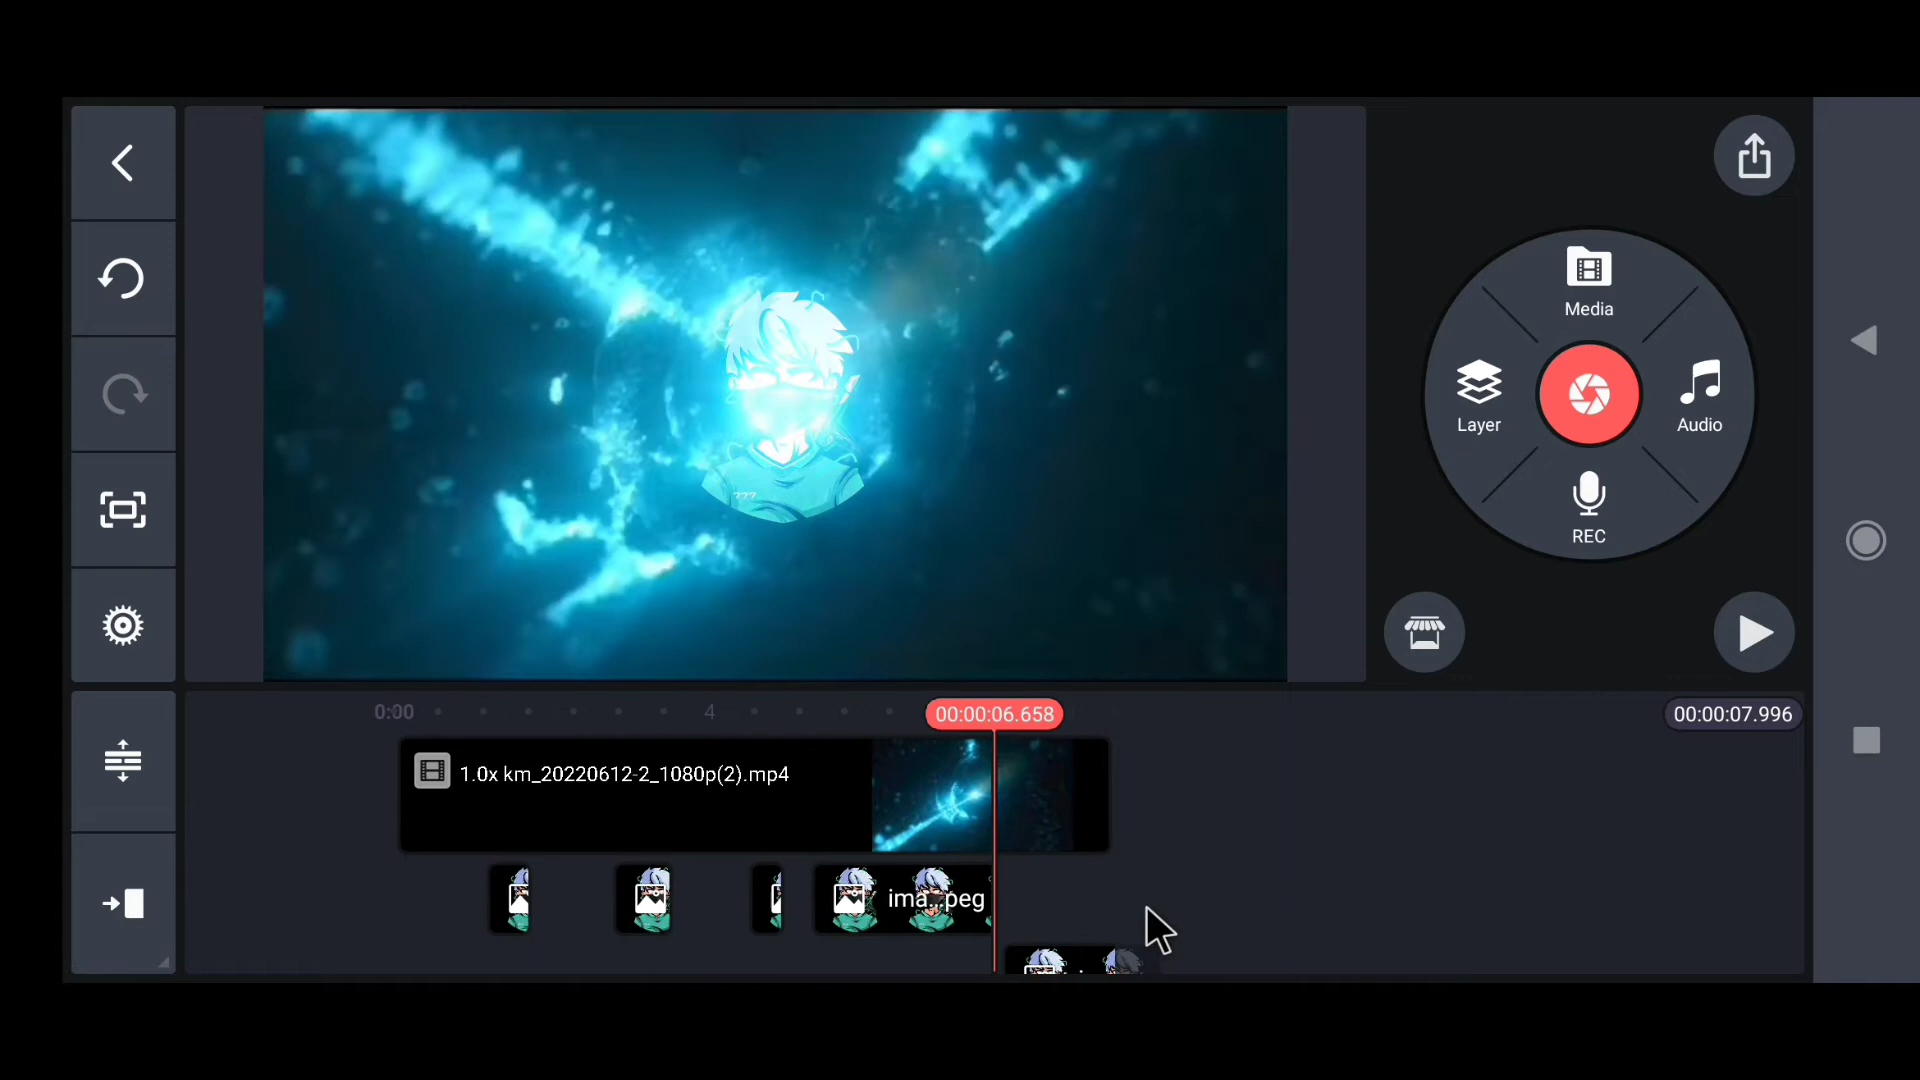 Media
Layer
Audio
REC
???
0:00
4
00:00:06.658
00:00:07.996
1.0x km_20220612-2_1080p(2).mp4
ima...peg